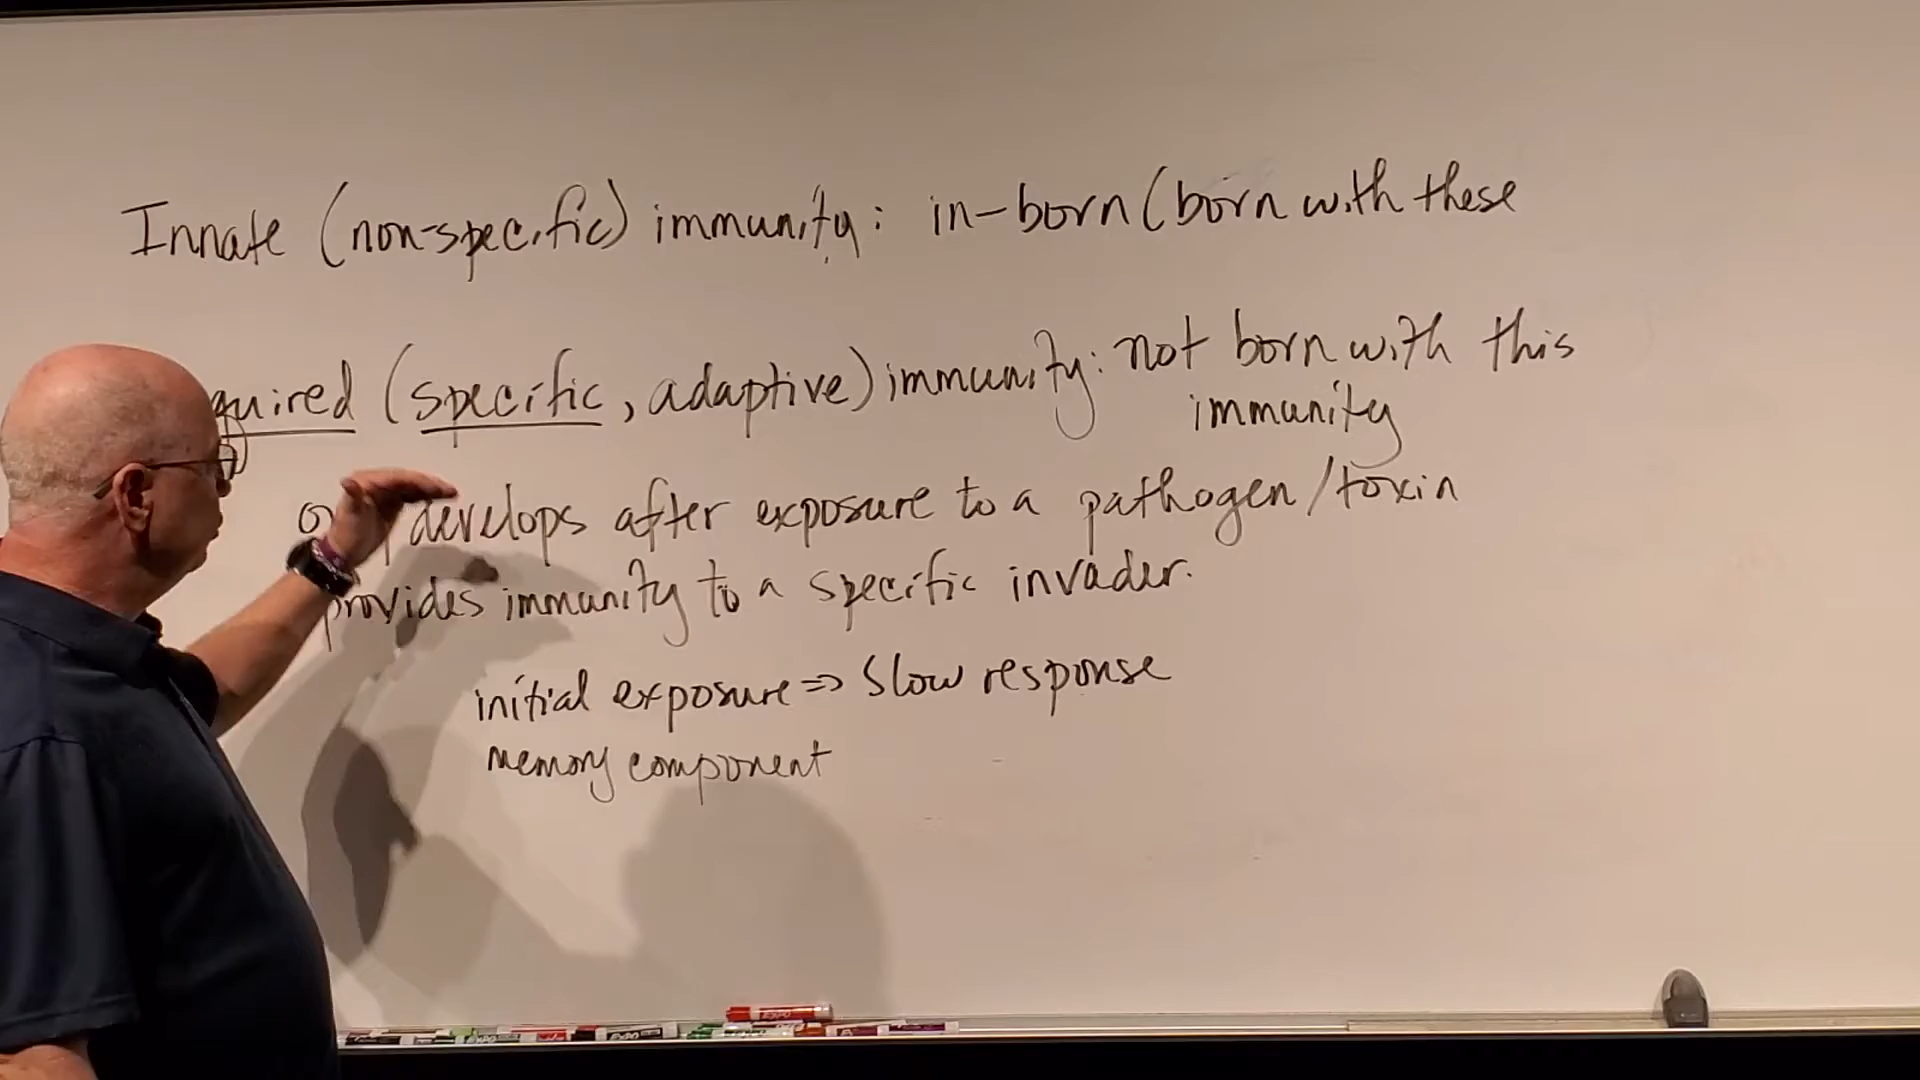 Innate (non-specific) immunity: in-born (born with these
quired (specific, adaptive) immunity: not born with this
immunity
develops after exposure to a pathogen/toxin
provides immunity to a specific invader.
initial exposure => slow response
memory component
EXPO